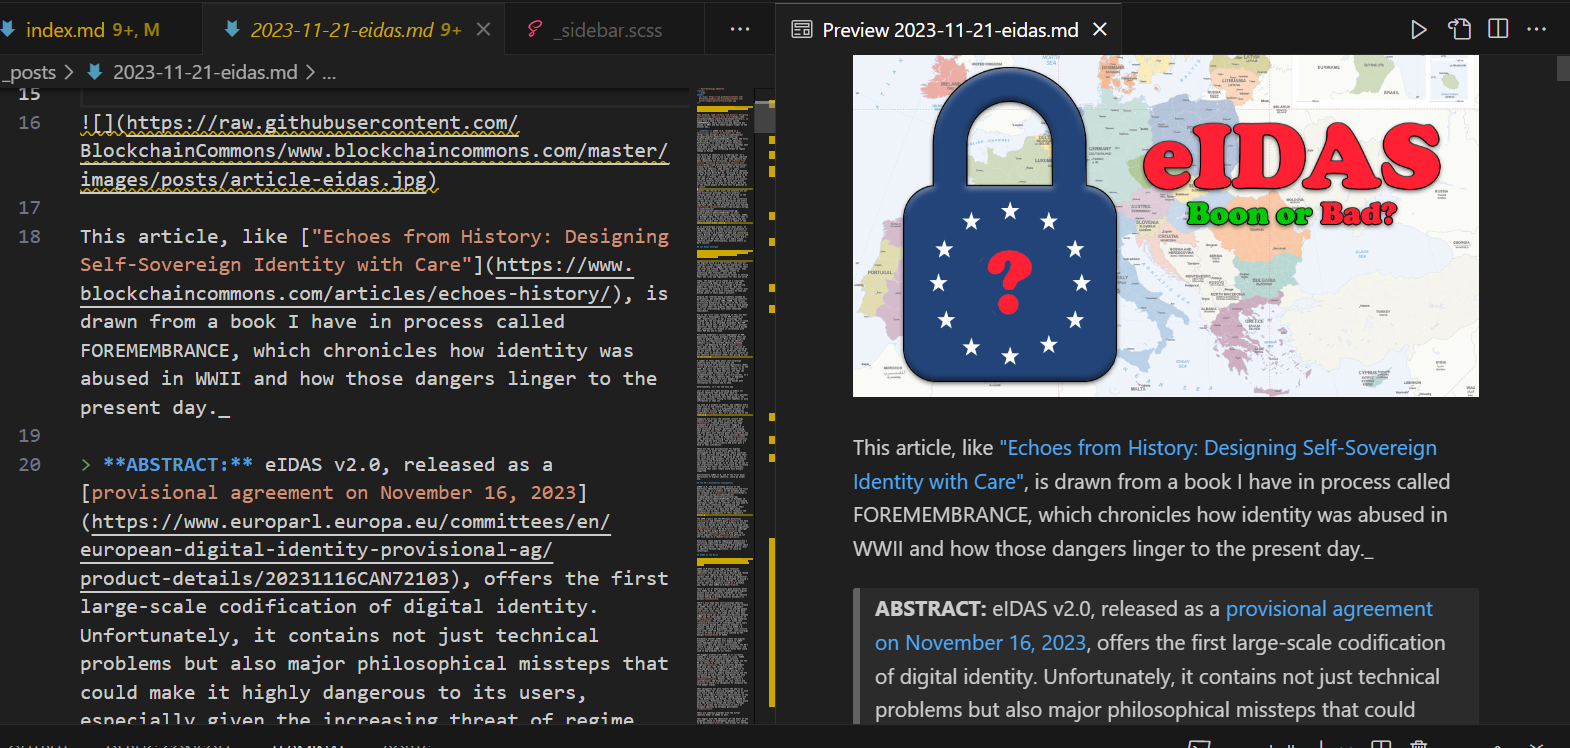 index.md 9+, M
2023-11-21-eidas.md 9+
_sidebar.scss
Preview 2023-11-21-eidas.md
_posts > 2023-11-21-eidas.md > ...
15
16 ![](https://raw.githubusercontent.com/
BlockchainCommons/www.blockchaincommons.com/master/
images/posts/article-eidas.jpg)
17
18 This article, like ["Echoes from History: Designing
Self-Sovereign Identity with Care"](https://www.
blockchaincommons.com/articles/echoes-history/), is
drawn from a book I have in process called
FOREMEMBRANCE, which chronicles how identity was
abused in WWII and how those dangers linger to the
present day._
19
20 > **ABSTRACT:** eIDAS v2.0, released as a
[provisional agreement on November 16, 2023]
(https://www.europarl.europa.eu/committees/en/
european-digital-identity-provisional-ag/
product-details/20231116CAN72103), offers the first
large-scale codification of digital identity.
Unfortunately, it contains not just technical
problems but also major philosophical missteps that
could make it highly dangerous to its users,
especially given the increasing threat of regime
eIDAS
Boon or Bad?
?
This article, like "Echoes from History: Designing Self-Sovereign
Identity with Care", is drawn from a book I have in process called
FOREMEMBRANCE, which chronicles how identity was abused in
WWII and how those dangers linger to the present day._
ABSTRACT: eIDAS v2.0, released as a provisional agreement
on November 16, 2023, offers the first large-scale codification
of digital identity. Unfortunately, it contains not just technical
problems but also major philosophical missteps that could